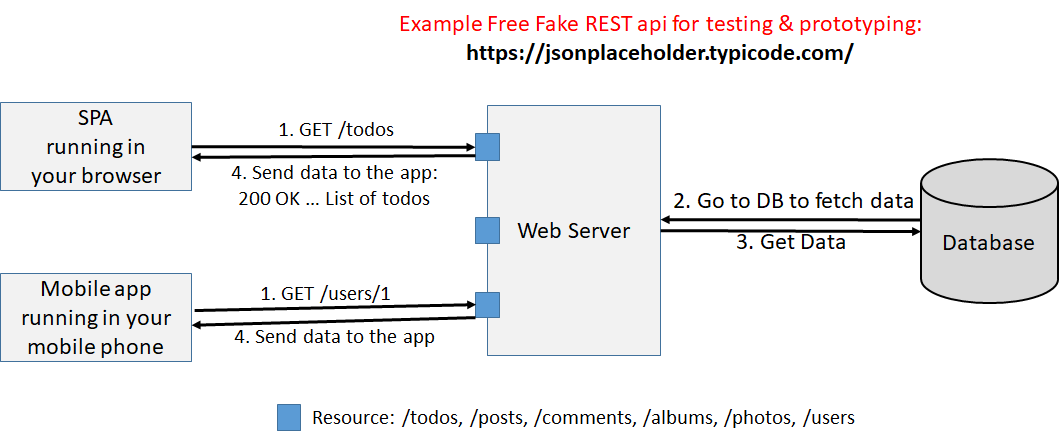 Example Free Fake REST api for testing & prototyping:
https://jsonplaceholder.typicode.com/
SPA
running in
your browser
1. GET /todos
4. Send data to the app:
200 OK ... List of todos
Web Server
2. Go to DB to fetch data
3. Get Data
Database
Mobile app
running in your
mobile phone
1. GET /users/1
4. Send data to the app
Resource: /todos, /posts, /comments, /albums, /photos, /users